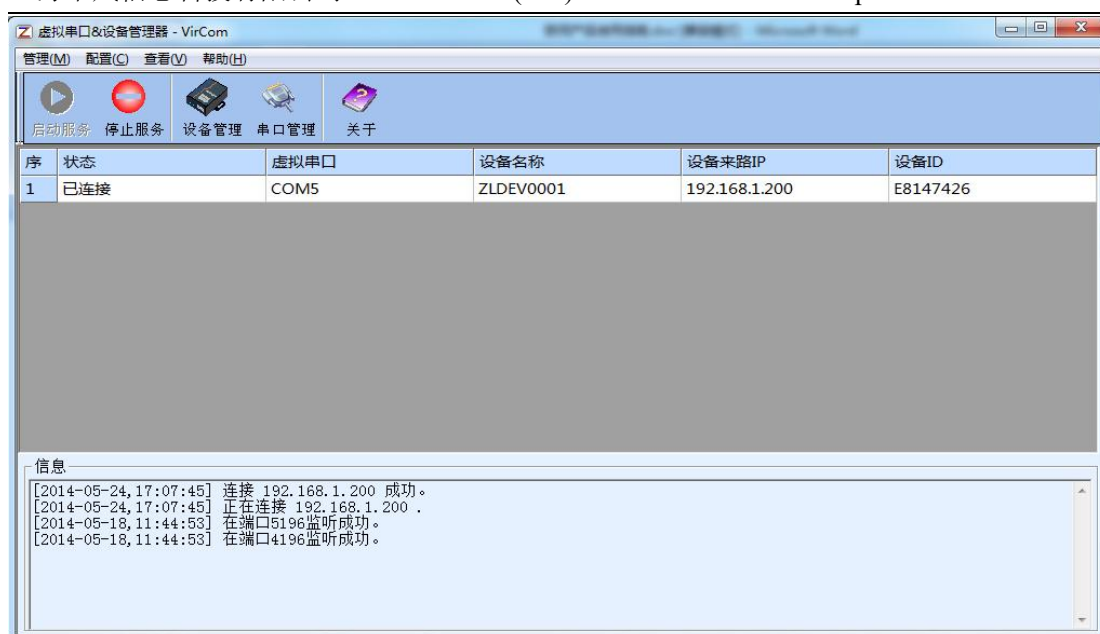 虚拟串口&设备管理器 - VirCom
管理(M) 配置(C) 查看(V) 帮助(H)
启动服务 停止服务 设备管理 串口管理 关于
序 状态 虚拟串口 设备名称 设备来路IP 设备ID
1 已连接 COM5 ZLDEV0001 192.168.1.200 E8147426
信息
[2014-05-24,17:07:45] 连接 192.168.1.200 成功。
[2014-05-24,17:07:45] 正在连接 192.168.1.200 .
[2014-05-18,11:44:53] 在端口5196监听成功。
[2014-05-18,11:44:53] 在端口4196监听成功。